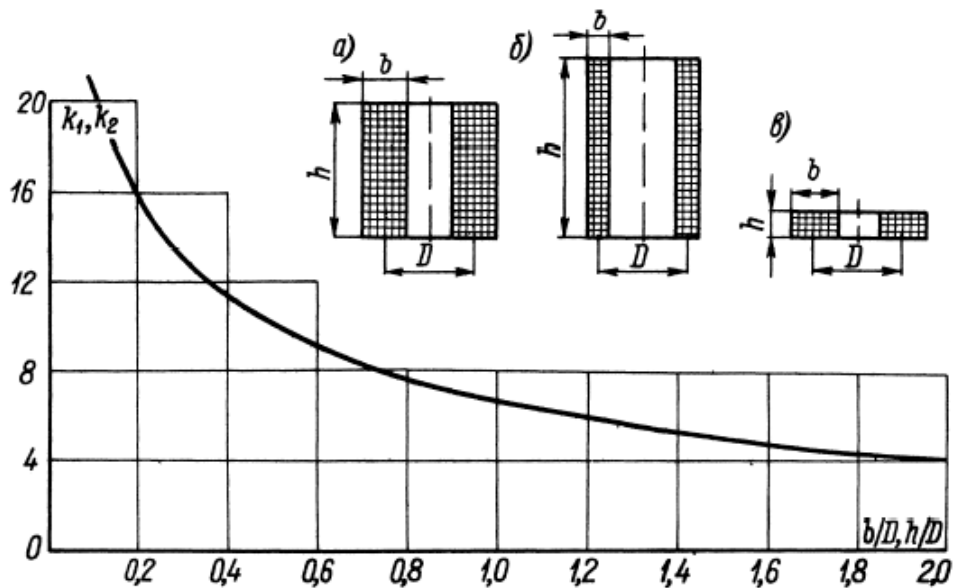 a)
б)
b
b
20
k₁, k₂
в)
h
h
b
16
h
D
D
D
12
8
4
b/D, h/D
0
0,2
0,4
0,6
0,8
1,0
1,2
1,4
1,6
1,8
2,0